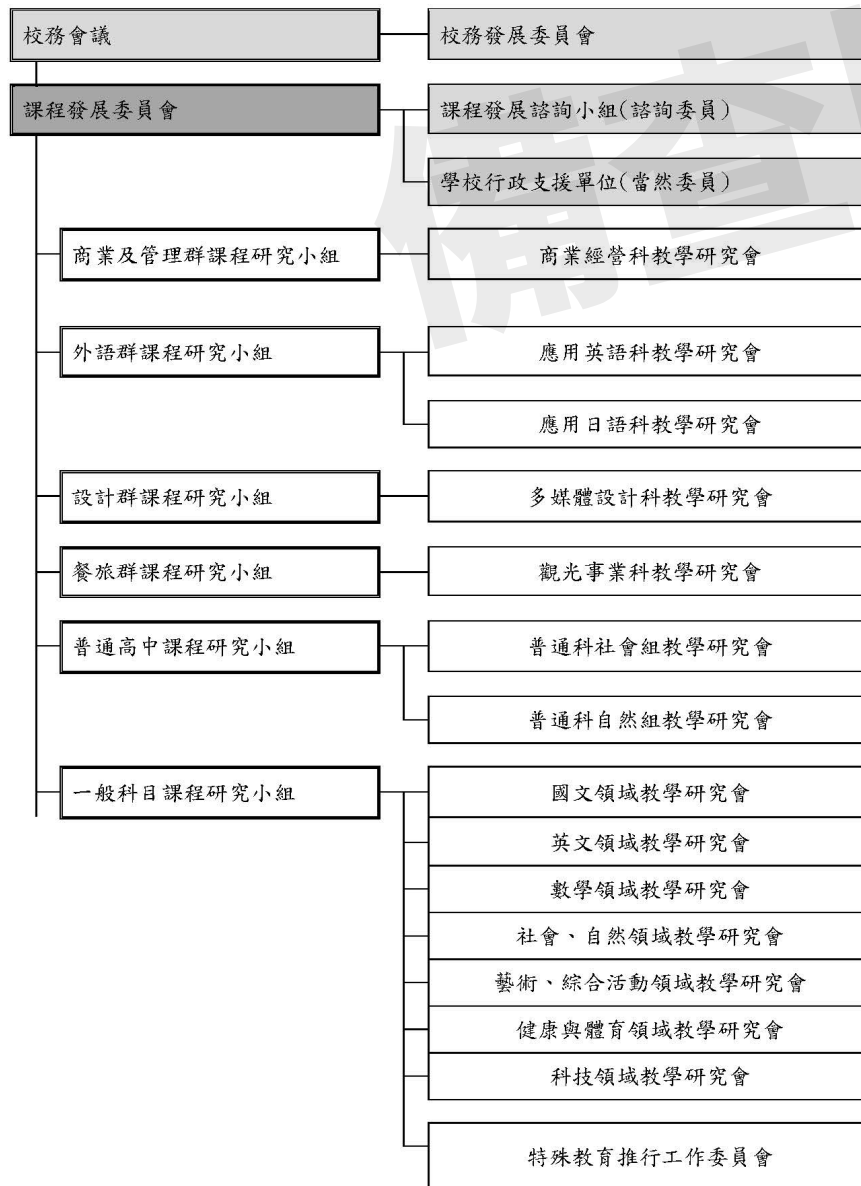 校務會議
校務發展委員會
課程發展委員會
課程發展諮詢小組(諮詢委員)
學校行政支援單位(當然委員)
商業及管理群課程研究小組
商業經營科教學研究會
外語群課程研究小組
應用英語科教學研究會
應用日語科教學研究會
設計群課程研究小組
多媒體設計科教學研究會
餐旅群課程研究小組
觀光事業科教學研究會
普通高中課程研究小組
普通科社會組教學研究會
普通科自然組教學研究會
一般科目課程研究小組
國文領域教學研究會
英文領域教學研究會
數學領域教學研究會
社會、自然領域教學研究會
藝術、綜合活動領域教學研究會
健康與體育領域教學研究會
科技領域教學研究會
特殊教育推行工作委員會
備查